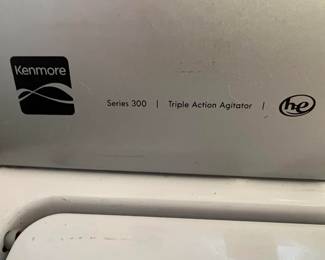 Kenmore
Series 300 | Triple Action Agitator | he